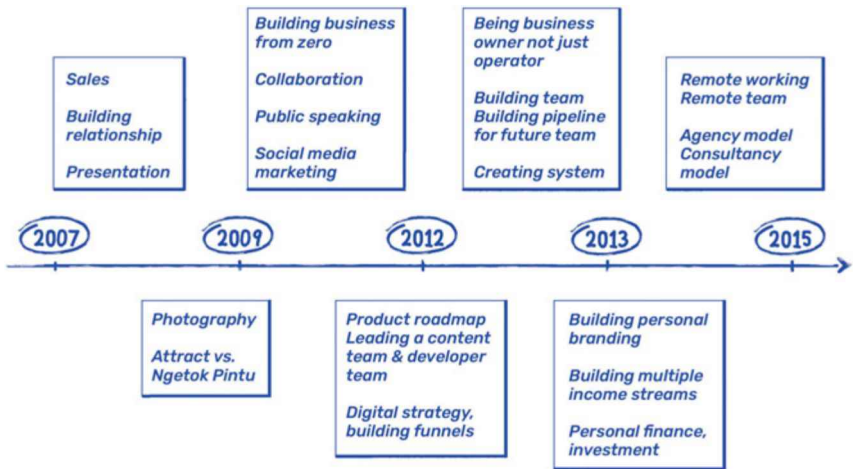 Sales
Building
relationship
Presentation
Building business
from zero
Collaboration
Public speaking
Social media
marketing
Being business
owner not just
operator
Building team
Building pipeline
for future team
Creating system
Remote working
Remote team
Agency model
Consultancy
model
2007
2009
2012
2013
2015
Photography
Attract vs.
Ngetok Pintu
Product roadmap
Leading a content
team & developer
team
Digital strategy,
building funnels
Building personal
branding
Building multiple
income streams
Personal finance,
investment